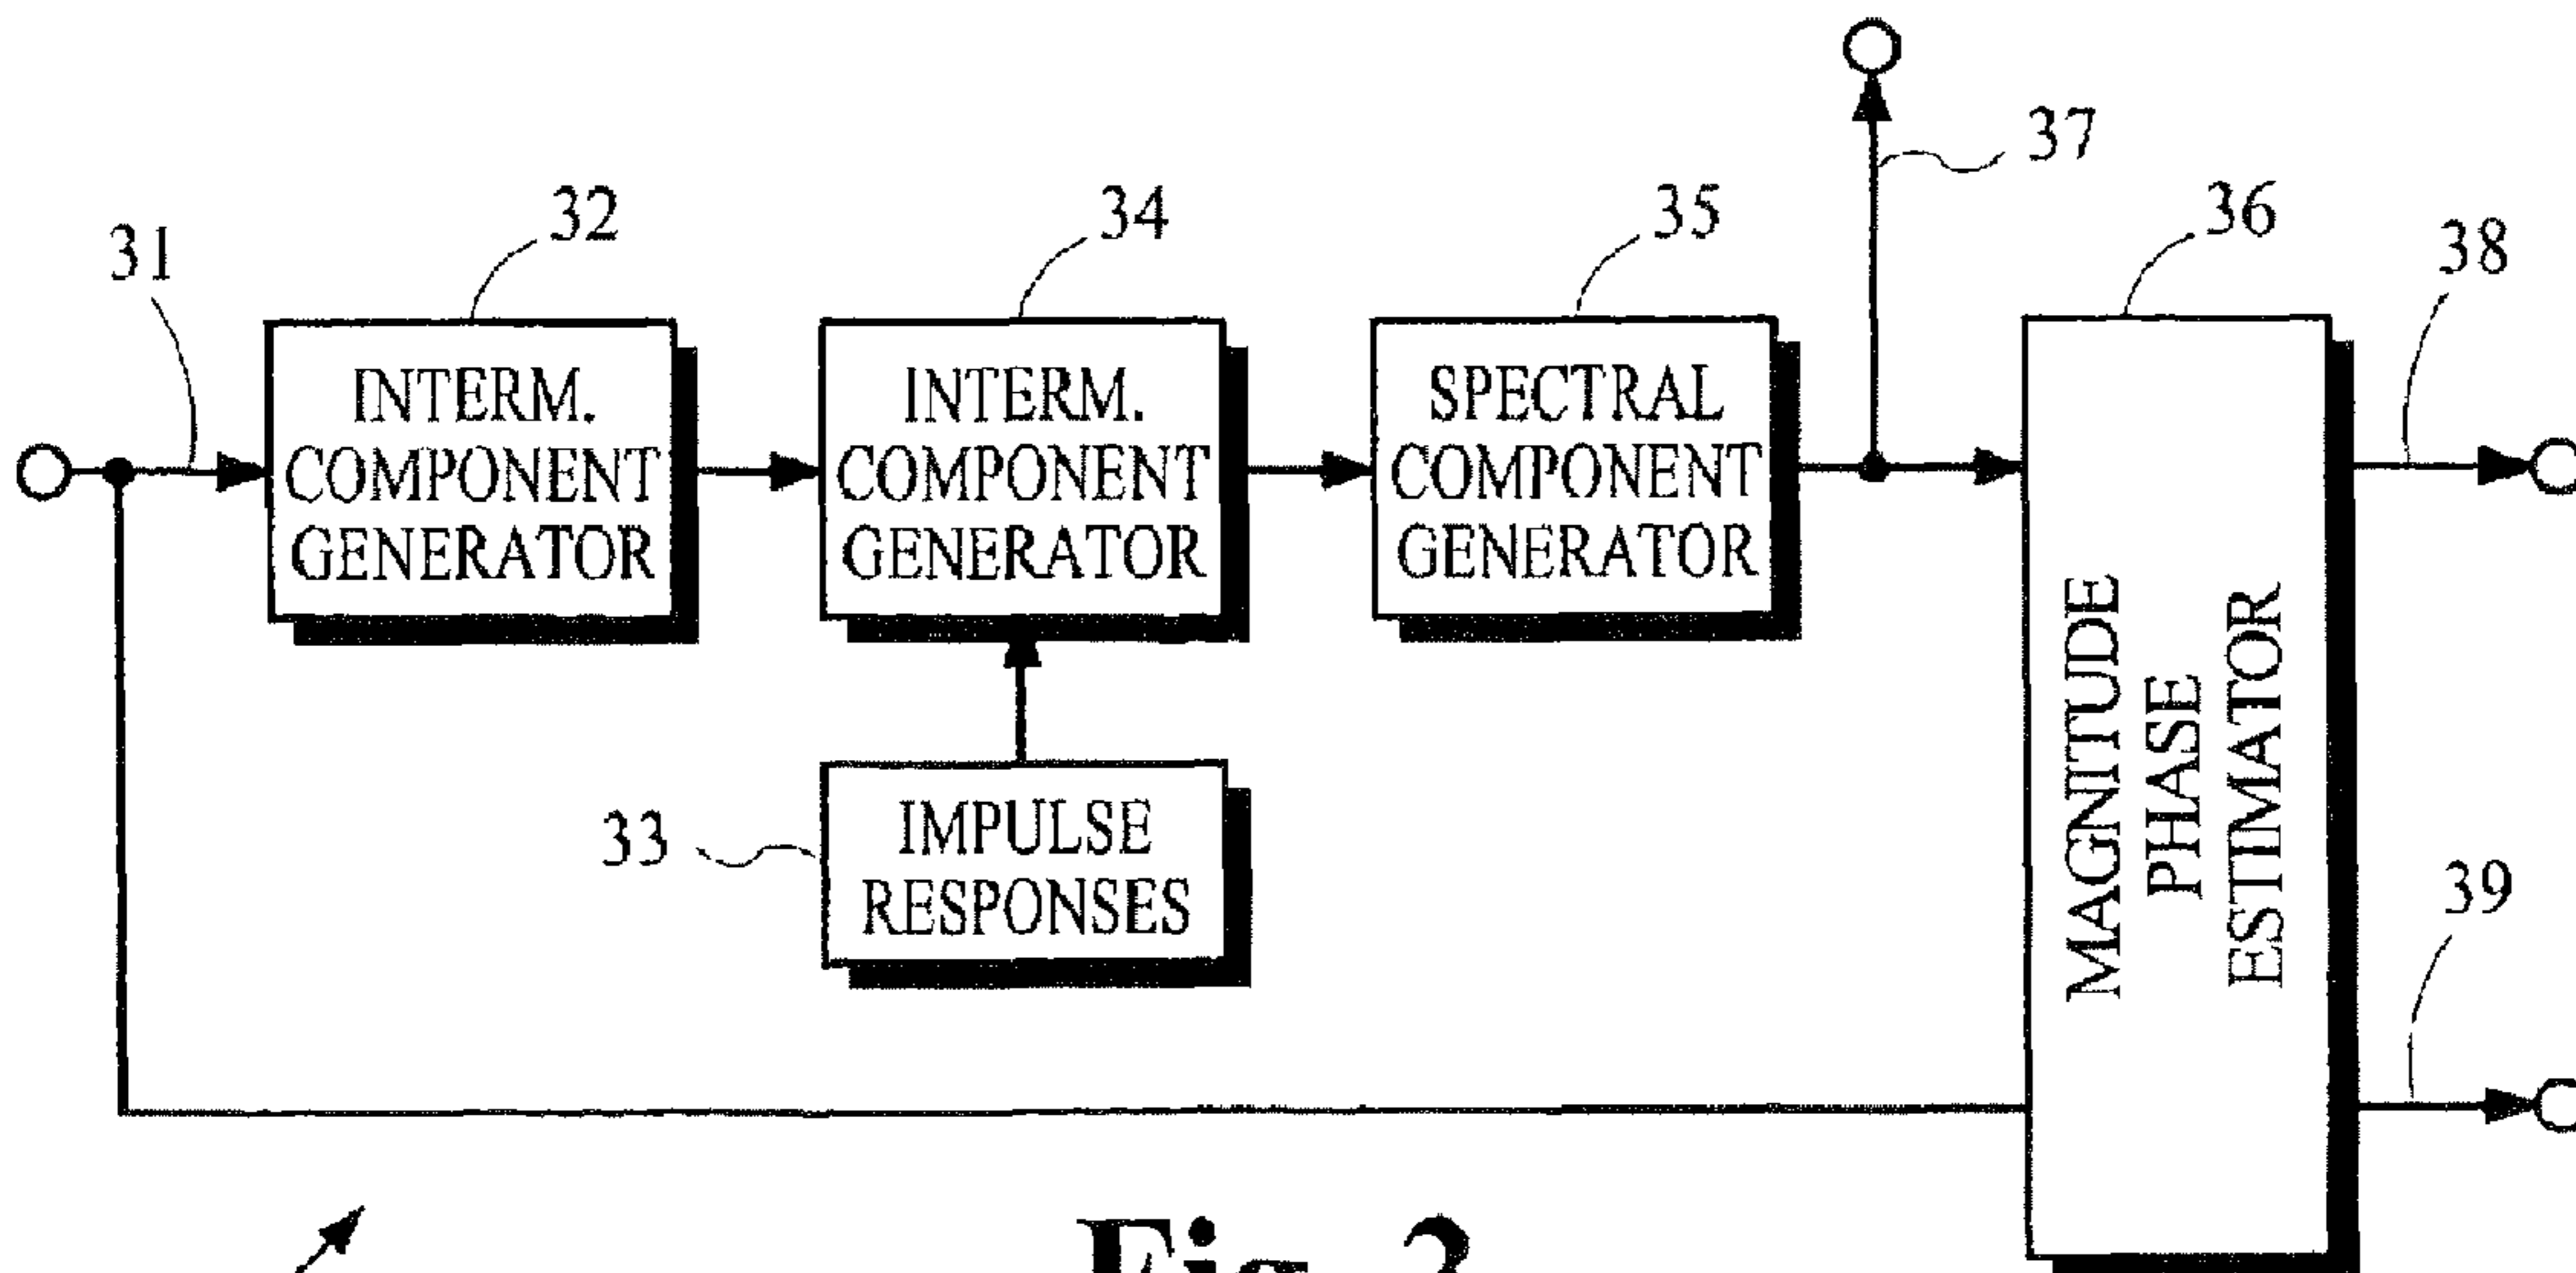 37
32
34
35
36
31
38
INTERM.
COMPONENT
GENERATOR
INTERM.
COMPONENT
GENERATOR
SPECTRAL
COMPONENT
GENERATOR
MAGNITUDE
PHASE
ESTIMATOR
33
IMPULSE
RESPONSES
39
Fig.